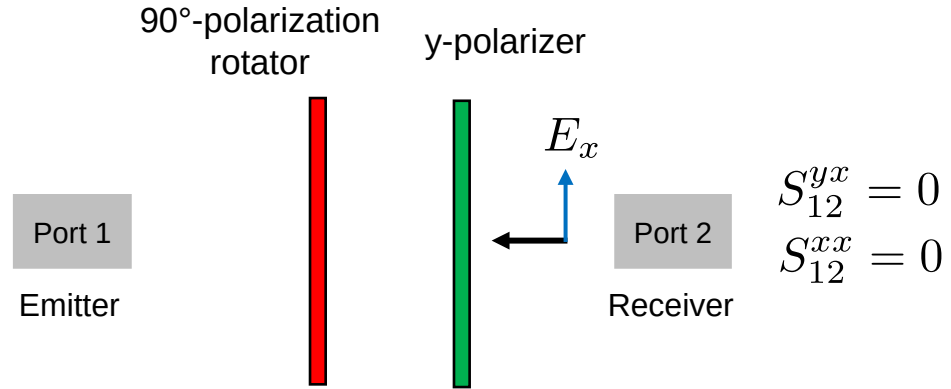 90°-polarization
rotator
y-polarizer
E_x
Port 1
Port 2
Emitter
Receiver
S_{12}^{yx} = 0
S_{12}^{xx} = 0